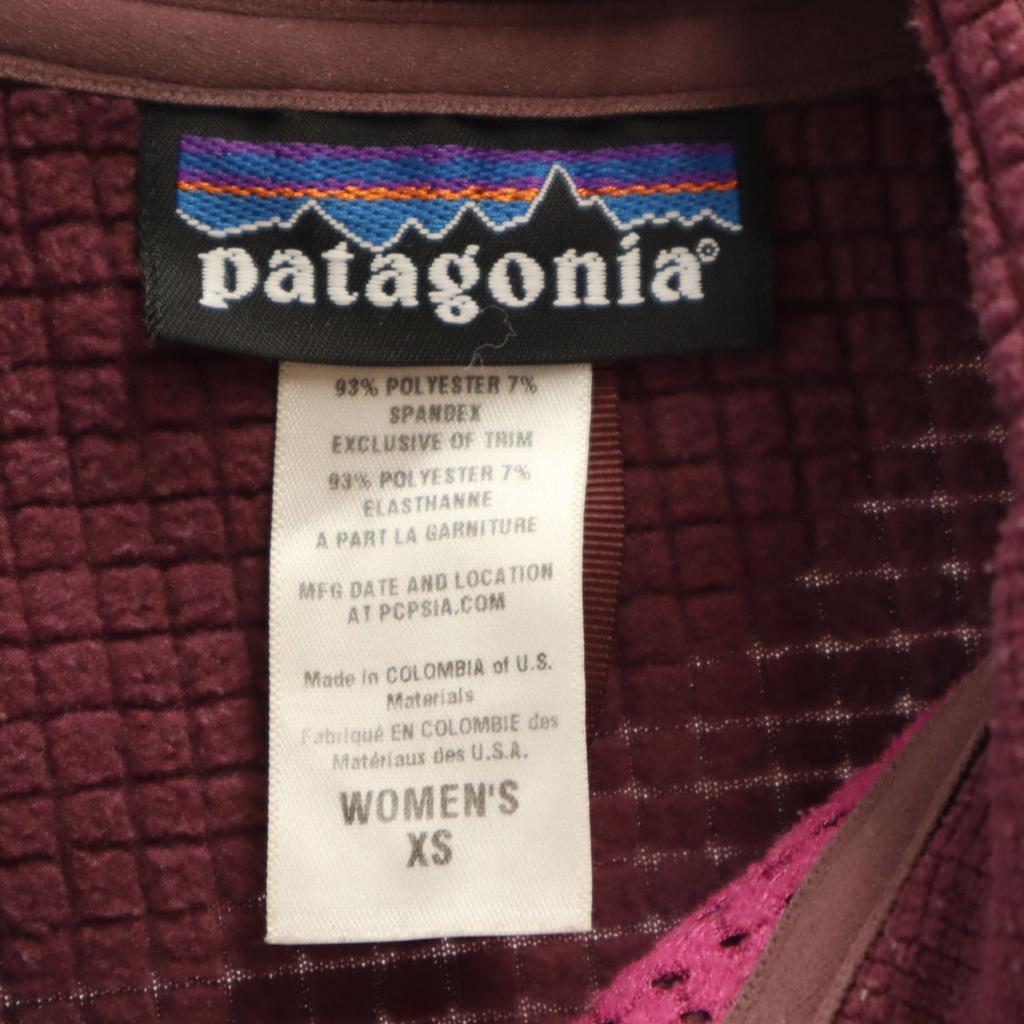 patagonia®
93% POLYESTER 7%
SPANDEX
EXCLUSIVE OF TRIM
93% POLYESTER 7%
ELASTHANNE
A PART LA GARNITURE
MFG DATE AND LOCATION
AT PCPSIA.COM
Made in COLOMBIA of U.S.
Materials
Fabriqué EN COLOMBIE des
Matériaux des U.S.A.
WOMEN'S
XS